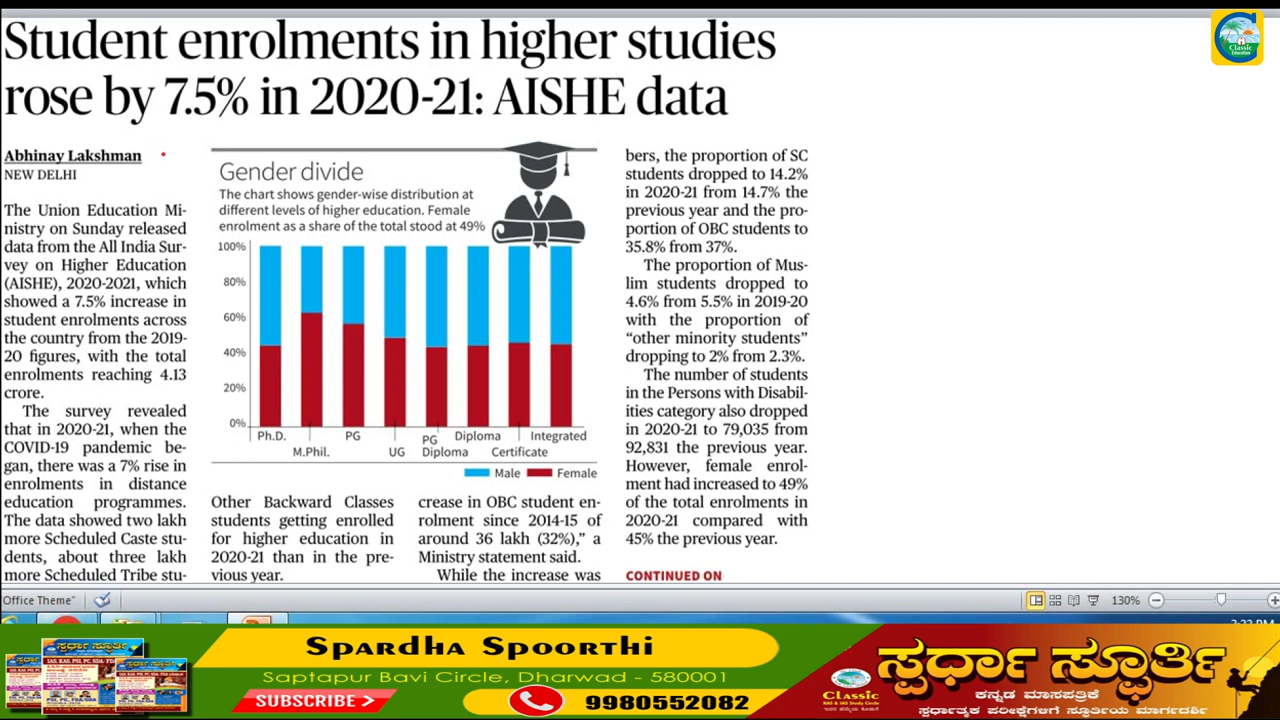 Student enrolments in higher studies
rose by 7.5% in 2020-21: AISHE data
Classic
Education
Abhinay Lakshman
NEW DELHI
The Union Education Mi-
nistry on Sunday released
data from the All India Sur-
vey on Higher Education
(AISHE), 2020-2021, which
showed a 7.5% increase in
student enrolments across
the country from the 2019-
20 figures, with the total
enrolments reaching 4.13
crore.
The survey revealed
that in 2020-21, when the
COVID-19 pandemic be-
gan, there was a 7% rise in
enrolments in distance
education programmes.
The data showed two lakh
more Scheduled Caste stu-
dents, about three lakh
more Scheduled Tribe stu-
Gender divide
The chart shows gender-wise distribution at
different levels of higher education. Female
enrolment as a share of the total stood at 49%
100%
80%
60%
40%
20%
0%
Ph.D.
M.Phil.
PG
UG
PG
Diploma
Diploma
Certificate
Integrated
Male Female
Other Backward Classes
students getting enrolled
for higher education in
2020-21 than in the pre-
vious year.
crease in OBC student en-
rolment since 2014-15 of
around 36 lakh (32%),” a
Ministry statement said.
While the increase was
bers, the proportion of SC
students dropped to 14.2%
in 2020-21 from 14.7% the
previous year and the pro-
portion of OBC students to
35.8% from 37%.
The proportion of Mus-
lim students dropped to
4.6% from 5.5% in 2019-20
with the proportion of
“other minority students”
dropping to 2% from 2.3%.
The number of students
in the Persons with Disabil-
ities category also dropped
in 2020-21 to 79,035 from
92,831 the previous year.
However, female enrol-
ment had increased to 49%
of the total enrolments in
2020-21 compared with
45% the previous year.
CONTINUED ON
Office Theme"
130%
Spardha Spoorthi
Saptapur Bavi Circle, Dharwad - 580001
SUBSCRIBE >
9980552082
ಸ್ಪರ್ಧಾ ಸ್ಫೂರ್ತಿ
ಕನ್ನಡ ಮಾಸಪತ್ರಿಕೆ
ಸ್ಪರ್ಧಾತ್ಮಕ ಪರೀಕ್ಷೆಗಳಿಗೆ ಸ್ಫೂರ್ತಿಯ ಮಾರ್ಗದರ್ಶಿ
Classic
KAS & IAS Study Circle